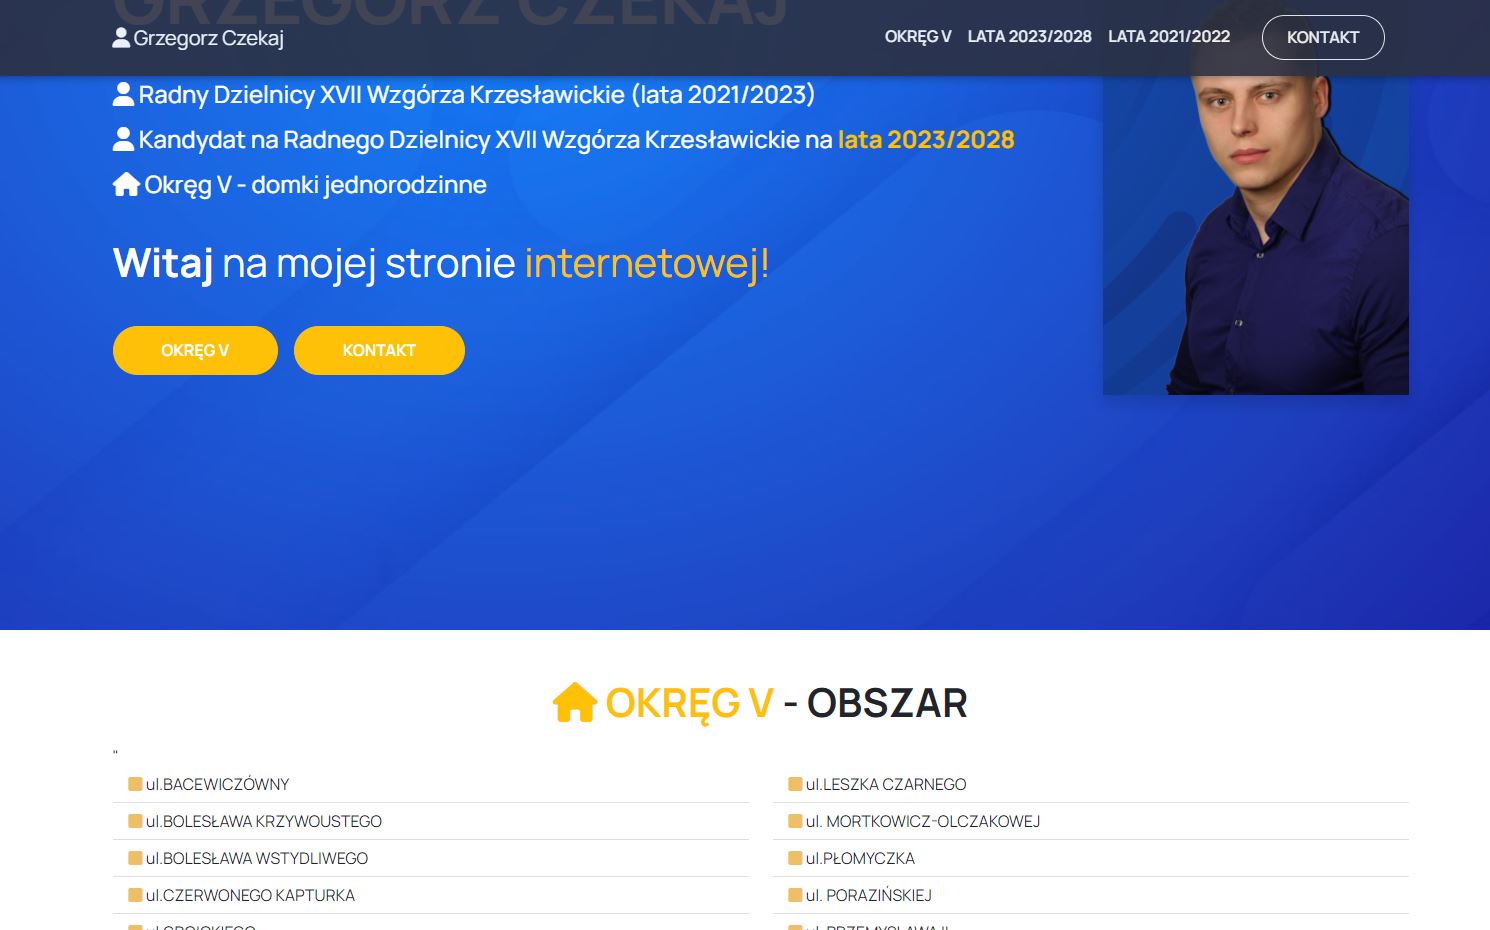 GRZEGORZ CZEKAJ
Grzegorz Czekaj
OKRĘG V LATA 2023/2028 LATA 2021/2022 KONTAKT
Radny Dzielnicy XVII Wzgórza Krzesławickie (lata 2021/2023)
Kandydat na Radnego Dzielnicy XVII Wzgórza Krzesławickie na lata 2023/2028
Okręg V - domki jednorodzinne
Witaj na mojej stronie internetowej!
OKRĘG V KONTAKT
OKRĘG V - OBSZAR
"
ul.BACEWICZÓWNY
ul.BOLESŁAWA KRZYWOUSTEGO
ul.BOLESŁAWA WSTYDLIWEGO
ul.CZERWONEGO KAPTURKA
ul.LESZKA CZARNEGO
ul. MORTKOWICZ-OLCZAKOWEJ
ul.PŁOMYCZKA
ul. PORAZIŃSKIEJ